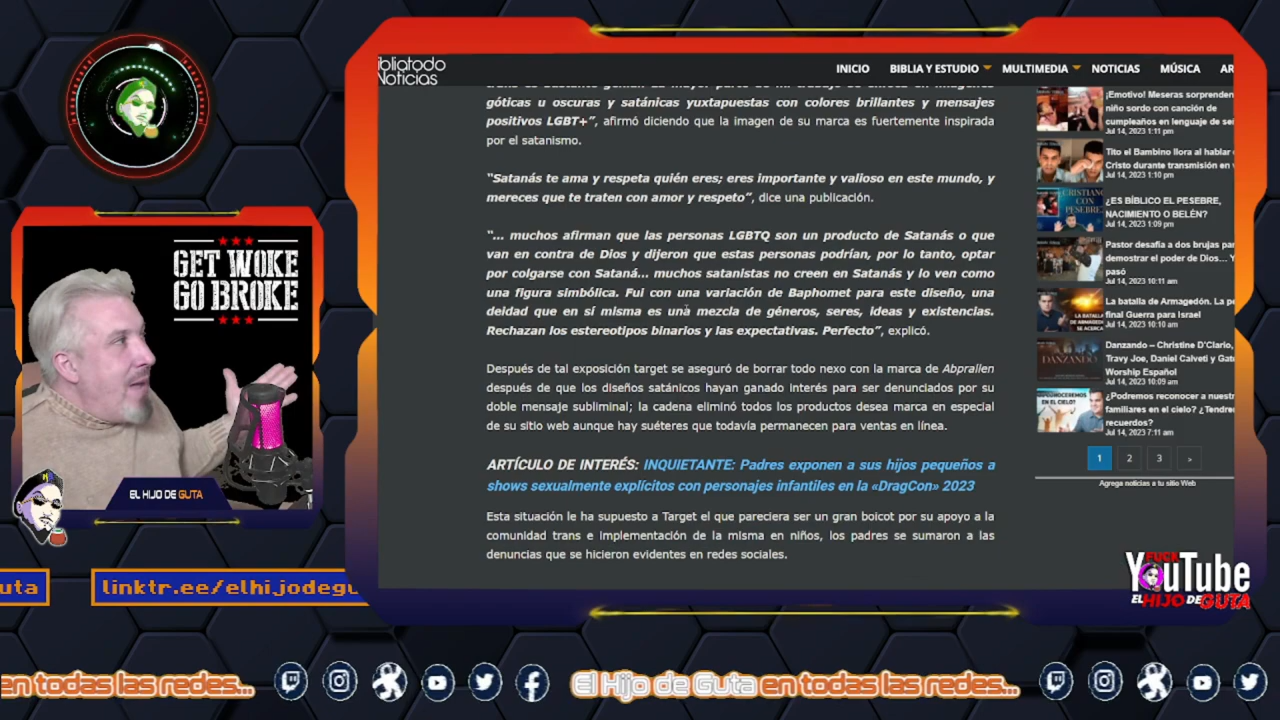 GET WOKE
GO BROKE
EL HIJO DE GUTA
uta
linktr.ee/elhijodegu
ibliatodo
Noticias
INICIO
BIBLIA Y ESTUDIO
MULTIMEDIA
NOTICIAS
MÚSICA
AR
góticas u oscuras y satánicas yuxtapuestas con colores brillantes y mensajes
positivos LGBT+”, afirmó diciendo que la imagen de su marca es fuertemente inspirada
por el satanismo.
“Satanás te ama y respeta quién eres; eres importante y valioso en este mundo, y
mereces que te traten con amor y respeto”, dice una publicación.
“... muchos afirman que las personas LGBTQ son un producto de Satanás o que
van en contra de Dios y dijeron que estas personas podrían, por lo tanto, optar
por colgarse con Sataná... muchos satanistas no creen en Satanás y lo ven como
una figura simbólica. Fui con una variación de Baphomet para este diseño, una
deidad que en sí misma es una mezcla de géneros, seres, ideas y existencias.
Rechazan los estereotipos binarios y las expectativas. Perfecto”, explicó.
Después de tal exposición target se aseguró de borrar todo nexo con la marca de Abprallen
después de que los diseños satánicos hayan ganado interés para ser denunciados por su
doble mensaje subliminal; la cadena eliminó todos los productos desea marca en especial
de su sitio web aunque hay suéteres que todavía permanecen para ventas en línea.
ARTÍCULO DE INTERÉS: INQUIETANTE: Padres exponen a sus hijos pequeños a
shows sexualmente explícitos con personajes infantiles en la «DragCon» 2023
Esta situación le ha supuesto a Target el que pareciera ser un gran boicot por su apoyo a la
comunidad trans e implementación de la misma en niños, los padres se sumaron a las
denuncias que se hicieron evidentes en redes sociales.
¡Emotivo! Meseras sorprenden
niño sordo con canción de
cumpleaños en lenguaje de se
Jul 14, 2023 1:11 pm
Tito el Bambino llora al hablar
Cristo durante transmisión en
Jul 14, 2023 1:10 pm
¿ES BÍBLICO EL PESEBRE,
NACIMIENTO O BELÉN?
Jul 14, 2023 1:09 pm
Pastor desafía a dos brujas par
demostrar el poder de Dios... Y
pasó
Jul 14, 2023 10:11 am
La batalla de Armagedón. La pe
final Guerra para Israel
Jul 14, 2023 10:10 am
Danzando – Christine D'Clario,
Travy Joe, Daniel Calveti y Gat
Worship Español
Jul 14, 2023 10:09 am
¿Podremos reconocer a nuestr
familiares en el cielo? ¿Tendre
recuerdos?
Jul 14, 2023 7:11 am
1 2 3 >
Agrega noticias a tu sitio Web
FUCK
YouTube
EL HIJO DE GUTA
en todas las redes...
El Hijo de Guta en todas las redes...